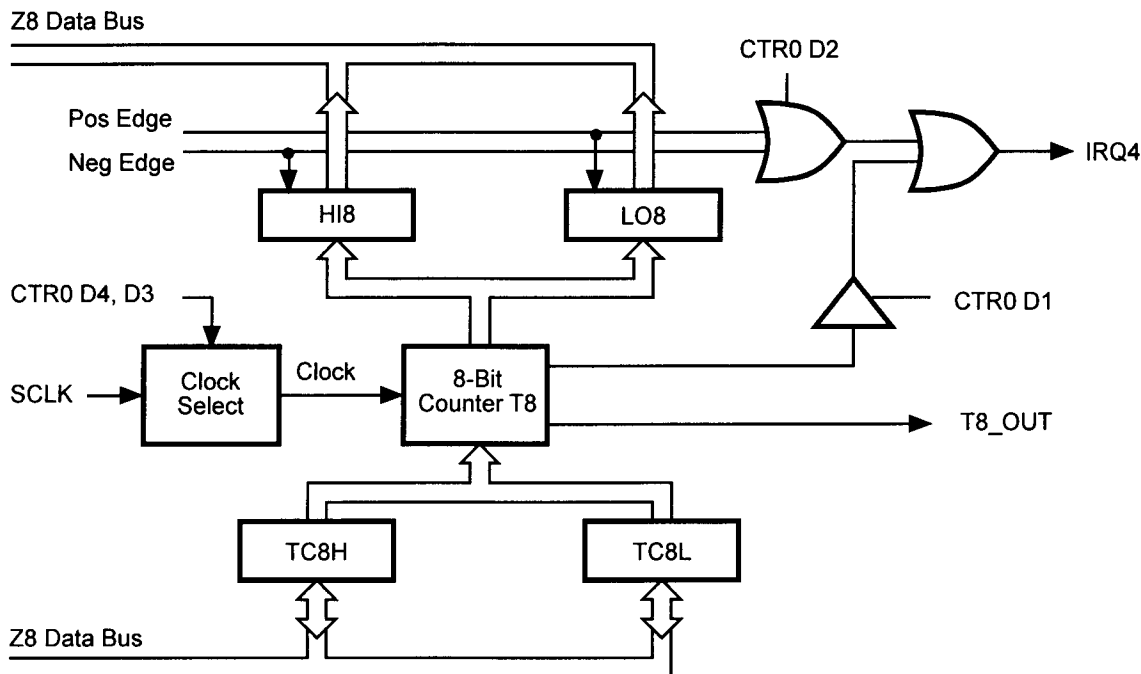 Z8 Data Bus
CTR0 D2
Pos Edge
Neg Edge
IRQ4
HI8
LO8
CTR0 D4, D3
CTR0 D1
SCLK
Clock
Select
Clock
8-Bit
Counter T8
T8_OUT
TC8H
TC8L
Z8 Data Bus